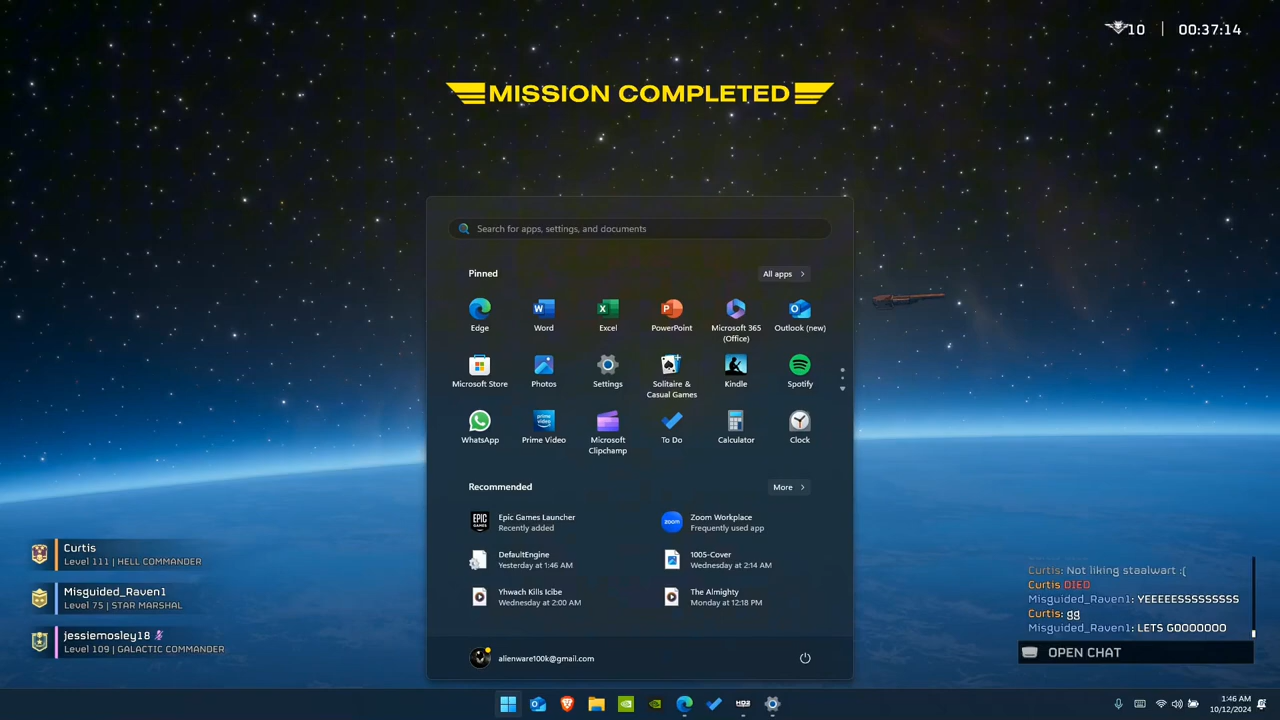 10 | 00:37:14
MISSION COMPLETED
Search for apps, settings, and documents
Pinned
All apps
Edge
Word
Excel
PowerPoint
Microsoft 365
(Office)
Outlook (new)
Microsoft Store
Photos
Settings
Solitaire &
Casual Games
Kindle
Spotify
WhatsApp
prime video
Prime Video
Microsoft
Clipchamp
To Do
Calculator
Clock
Recommended
More
EPIC
GAMES
Epic Games Launcher
Recently added
zoom
Zoom Workplace
Frequently used app
DefaultEngine
Yesterday at 1:46 AM
1005-Cover
Wednesday at 2:14 AM
Yhwach Kills Icibe
Wednesday at 2:00 AM
The Almighty
Monday at 12:18 PM
alienware100k@gmail.com
Curtis
Level 111 | HELL COMMANDER
Misguided_Raven1
Level 75 | STAR MARSHAL
jessiemosley18
Level 109 | GALACTIC COMMANDER
Curtis: Not liking staalwart :(
Curtis DIED
Misguided_Raven1: YEEEEESSSSSSSSS
Curtis: gg
Misguided_Raven1: LETS GOOOOOOO
OPEN CHAT
HD2
1:46 AM
10/12/2024